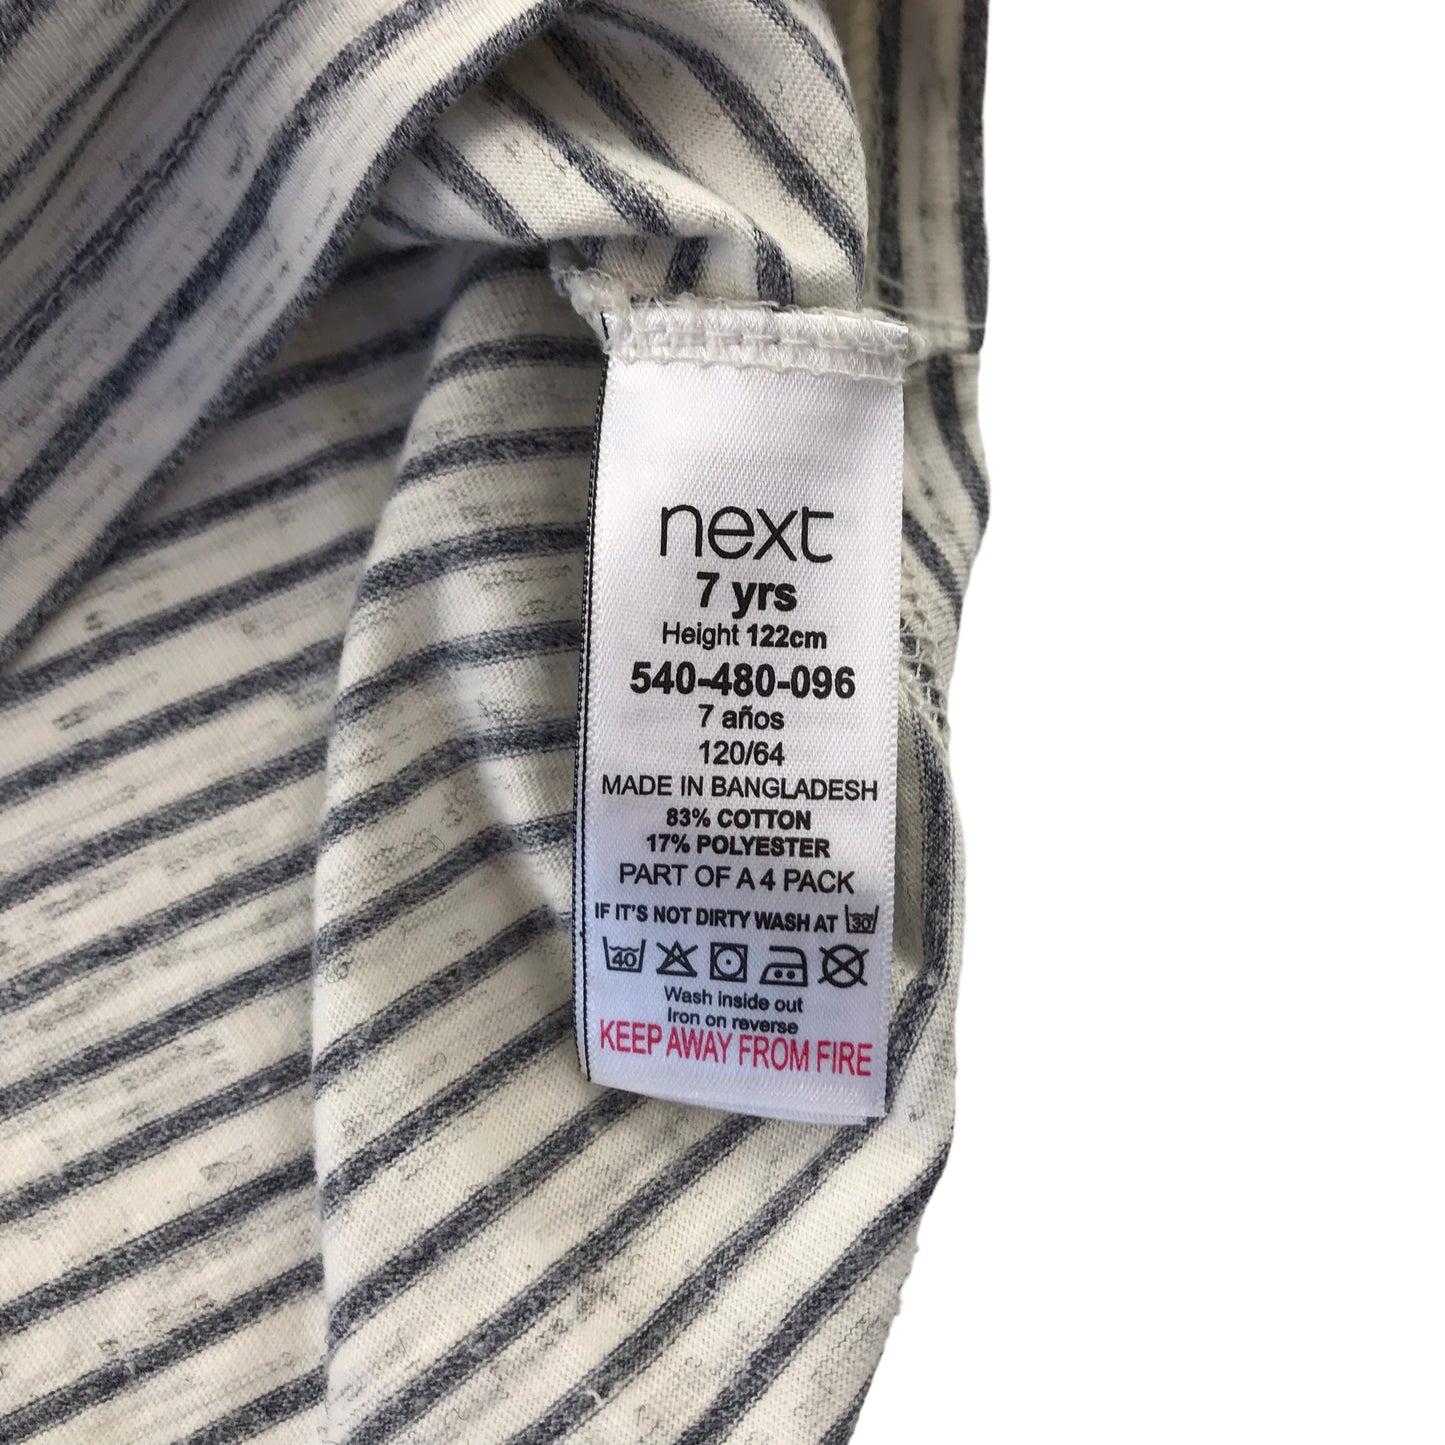 next
7 yrs
Height 122cm
540-480-096
7 años
120/64
MADE IN BANGLADESH
83% COTTON
17% POLYESTER
PART OF A 4 PACK
IF IT'S NOT DIRTY WASH AT 30
40
Wash inside out
Iron on reverse
KEEP AWAY FROM FIRE